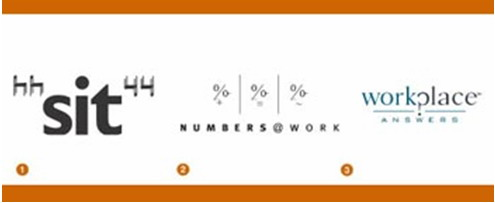 sit
% % %
+ = ~
NUMBERS@WORK
workplace
ANSWERS
1 2 3